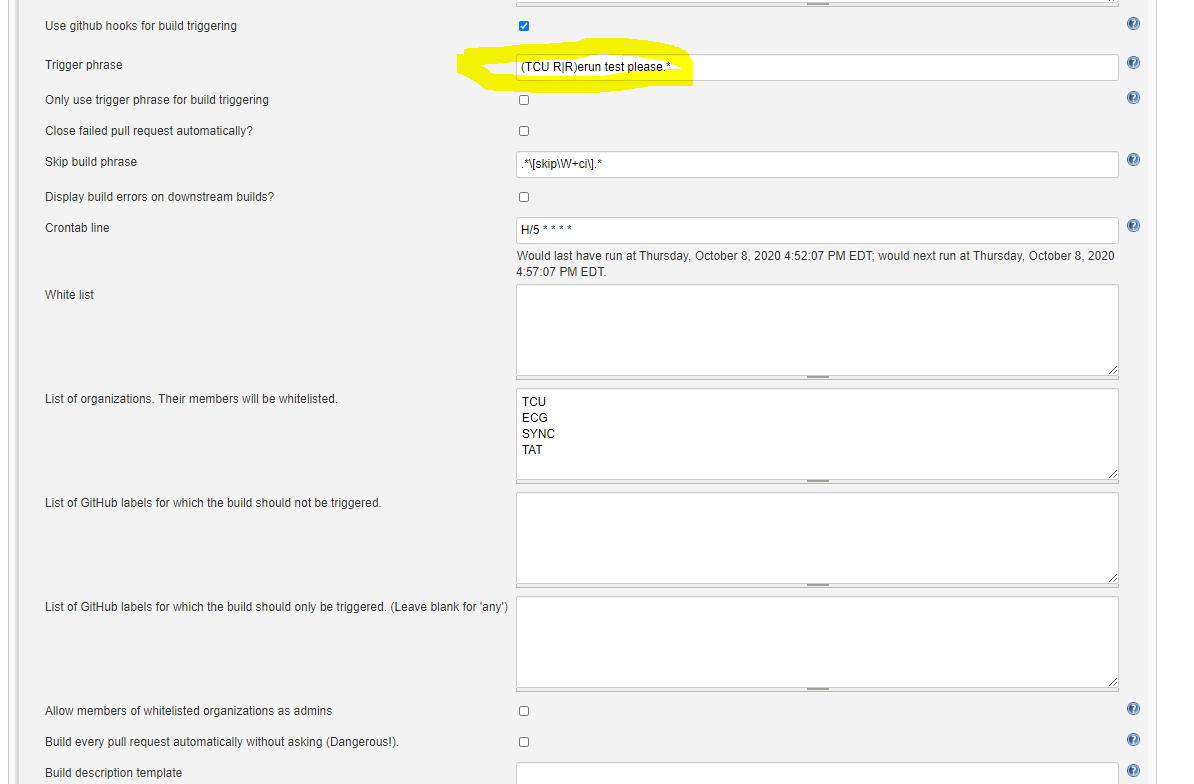 Use github hooks for build triggering
Trigger phrase
(TCU R|R)erun test please.*
Only use trigger phrase for build triggering
Close failed pull request automatically?
Skip build phrase
.*\[skip\W+ci\].*
Display build errors on downstream builds?
Crontab line
H/5 * * * *
Would last have run at Thursday, October 8, 2020 4:52:07 PM EDT; would next run at Thursday, October 8, 2020
4:57:07 PM EDT.
White list
List of organizations. Their members will be whitelisted.
TCU
ECG
SYNC
TAT
List of GitHub labels for which the build should not be triggered.
List of GitHub labels for which the build should only be triggered. (Leave blank for 'any')
Allow members of whitelisted organizations as admins
Build every pull request automatically without asking (Dangerous!).
Build description template